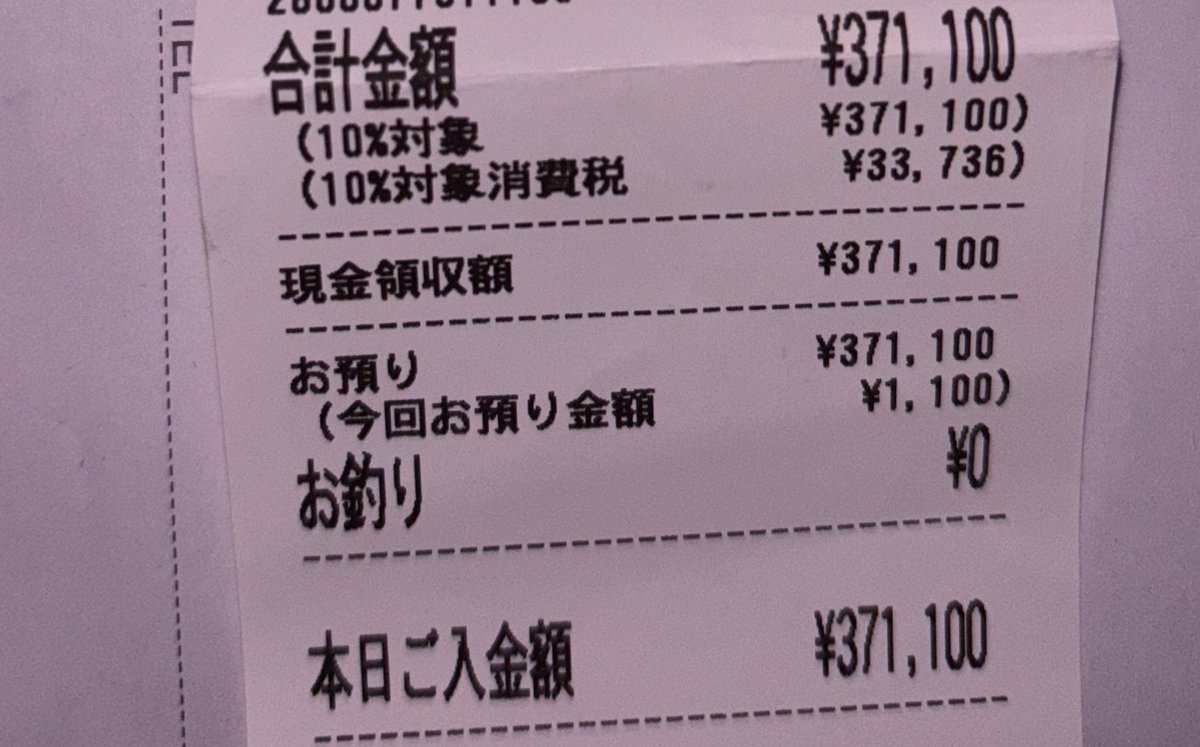 合計金額 ¥371,100
(10%対象 ¥371,100)
(10%対象消費税 ¥33,736)
現金領収額 ¥371,100
お預り ¥371,100
(今回お預り金額 ¥1,100)
お釣り ¥0
本日ご入金額 ¥371,100